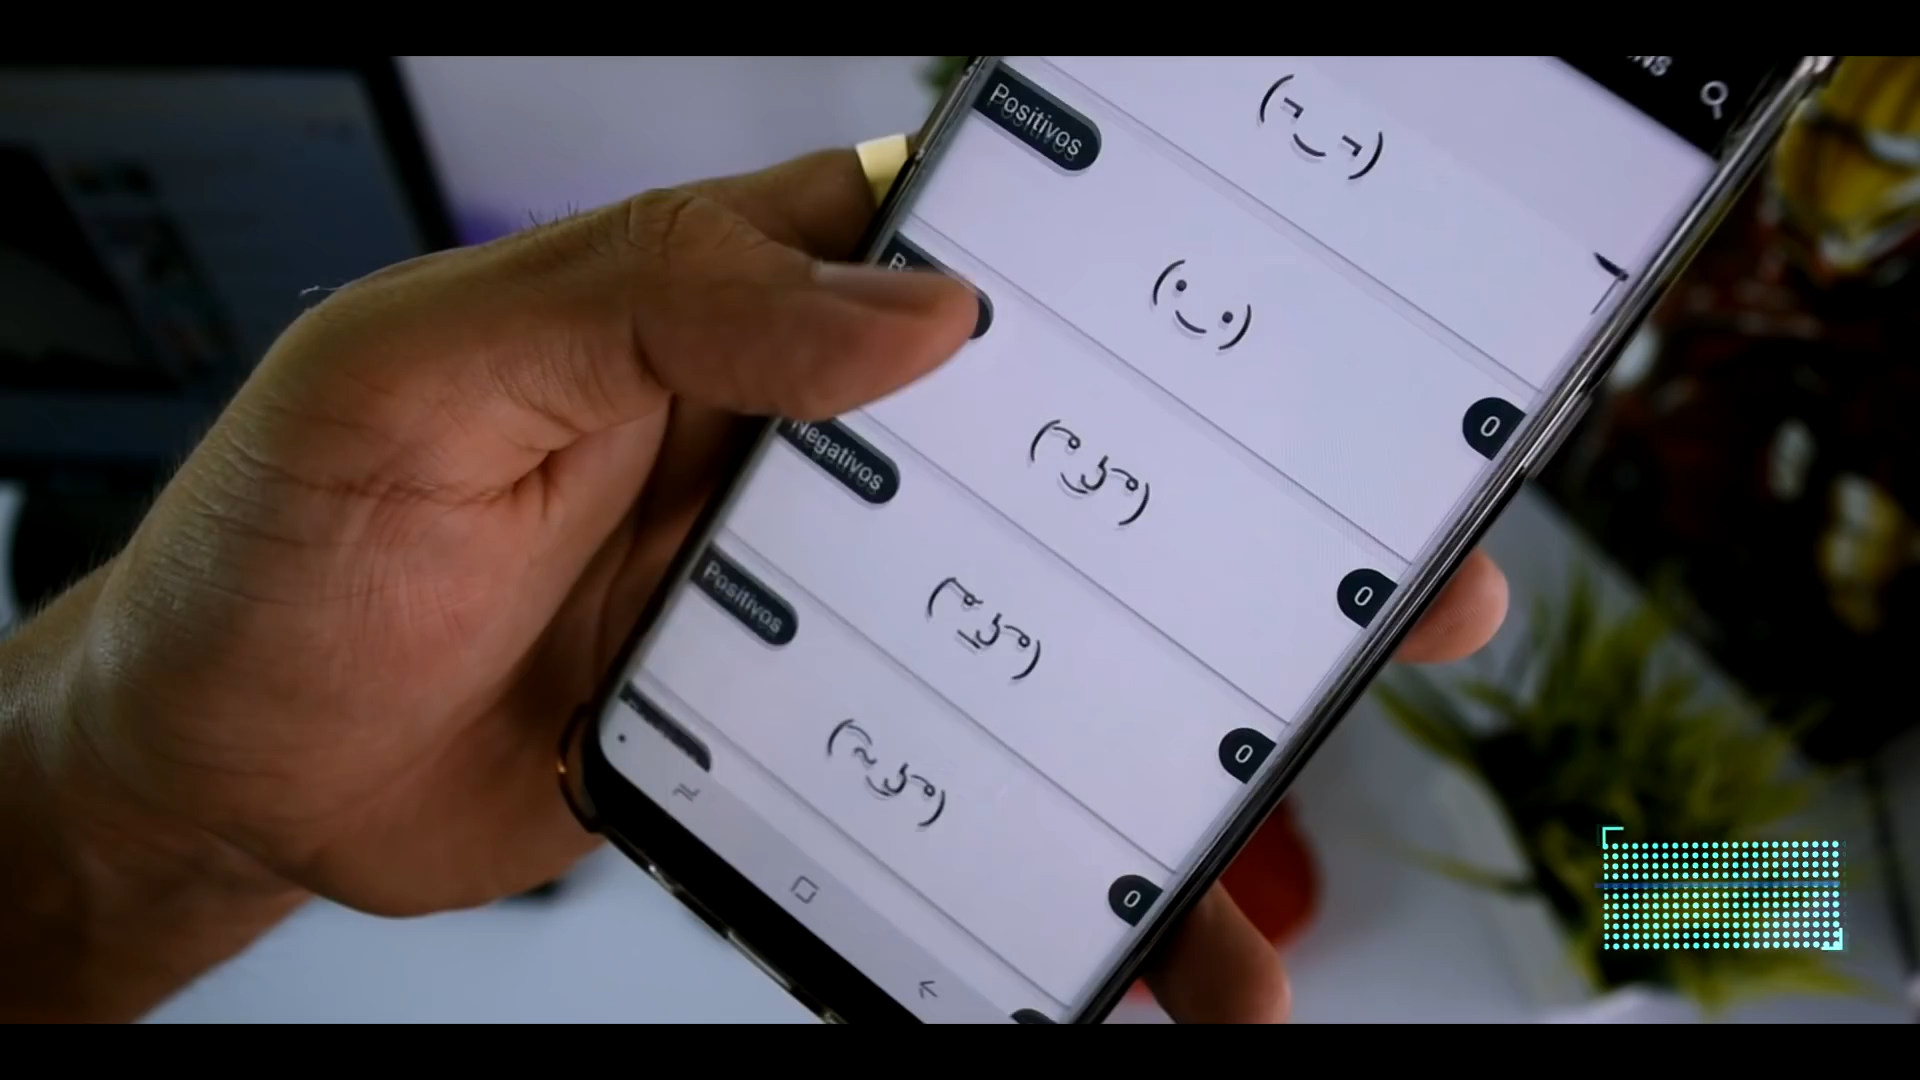 Positivos
(¬‿¬)
(•‿•)
0
( ͡° ͜ʖ ͡°)
0
Negativos
0
Positivos
( ͡~ ͜ʖ ͡°)
0